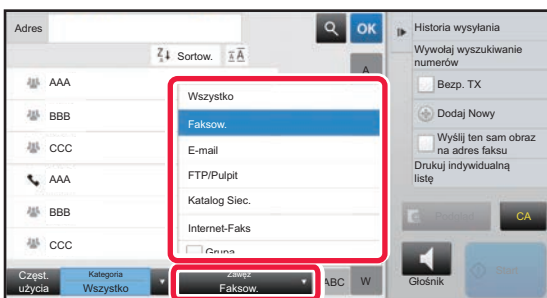 Adres
OK
Sortow.
A
AAA
BBB
CCC
AAA
BBB
CCC
Wszystko
Faksow.
E-mail
FTP/Pulpit
Katalog Siec.
Internet-Faks
Grupa
Częst.
użycia
Kategoria
Wszystko
Zawęż
Faksow.
ABC
W
Historia wysyłania
Wywołaj wyszukiwanie
numerów
Bezp. TX
Dodaj Nowy
Wyślij ten sam obraz
na adres faksu
Drukuj indywidualną
listę
Podgląd
CA
Głośnik
Start